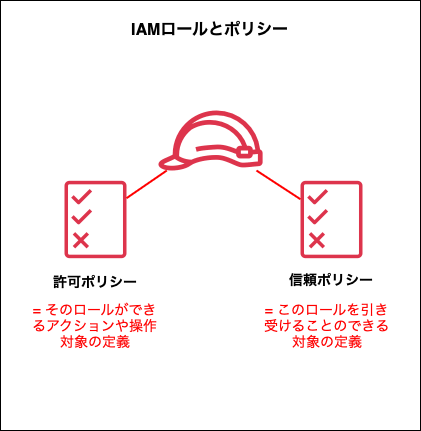 IAMロールとポリシー
許可ポリシー
= そのロールができ
るアクションや操作
対象の定義
信頼ポリシー
= このロールを引き
受けることのできる
対象の定義